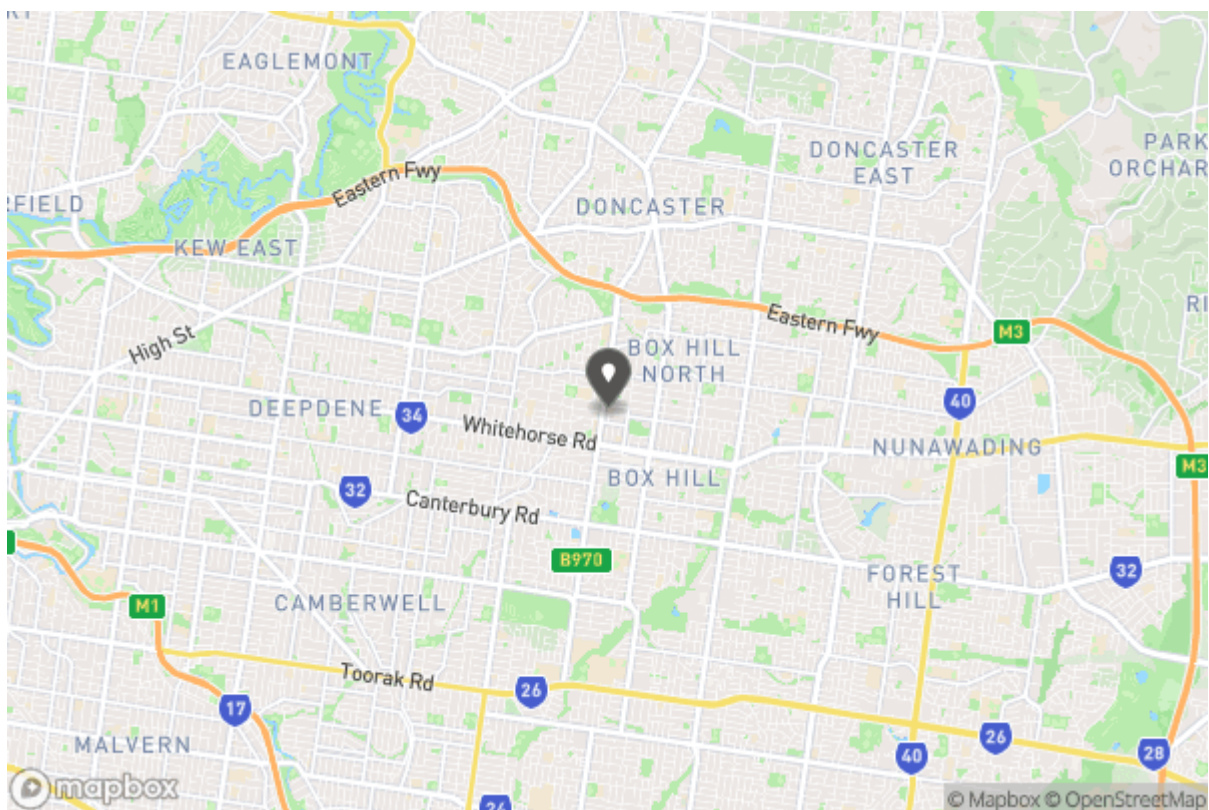 EAGLEMONT
DONCASTER
EAST
PARK
ORCHAR
RFIELD
Eastern Fwy
DONCASTER
KEW EAST
RI
High St
Eastern Fwy
M3
BOX HILL
NORTH
DEEPDENE
34
40
Whitehorse Rd
NUNAWADING
M3
BOX HILL
32
Canterbury Rd
B970
FOREST
HILL
32
CAMBERWELL
M1
Toorak Rd
26
17
MALVERN
26
40
28
mapbox
24
© Mapbox © OpenStreetMap